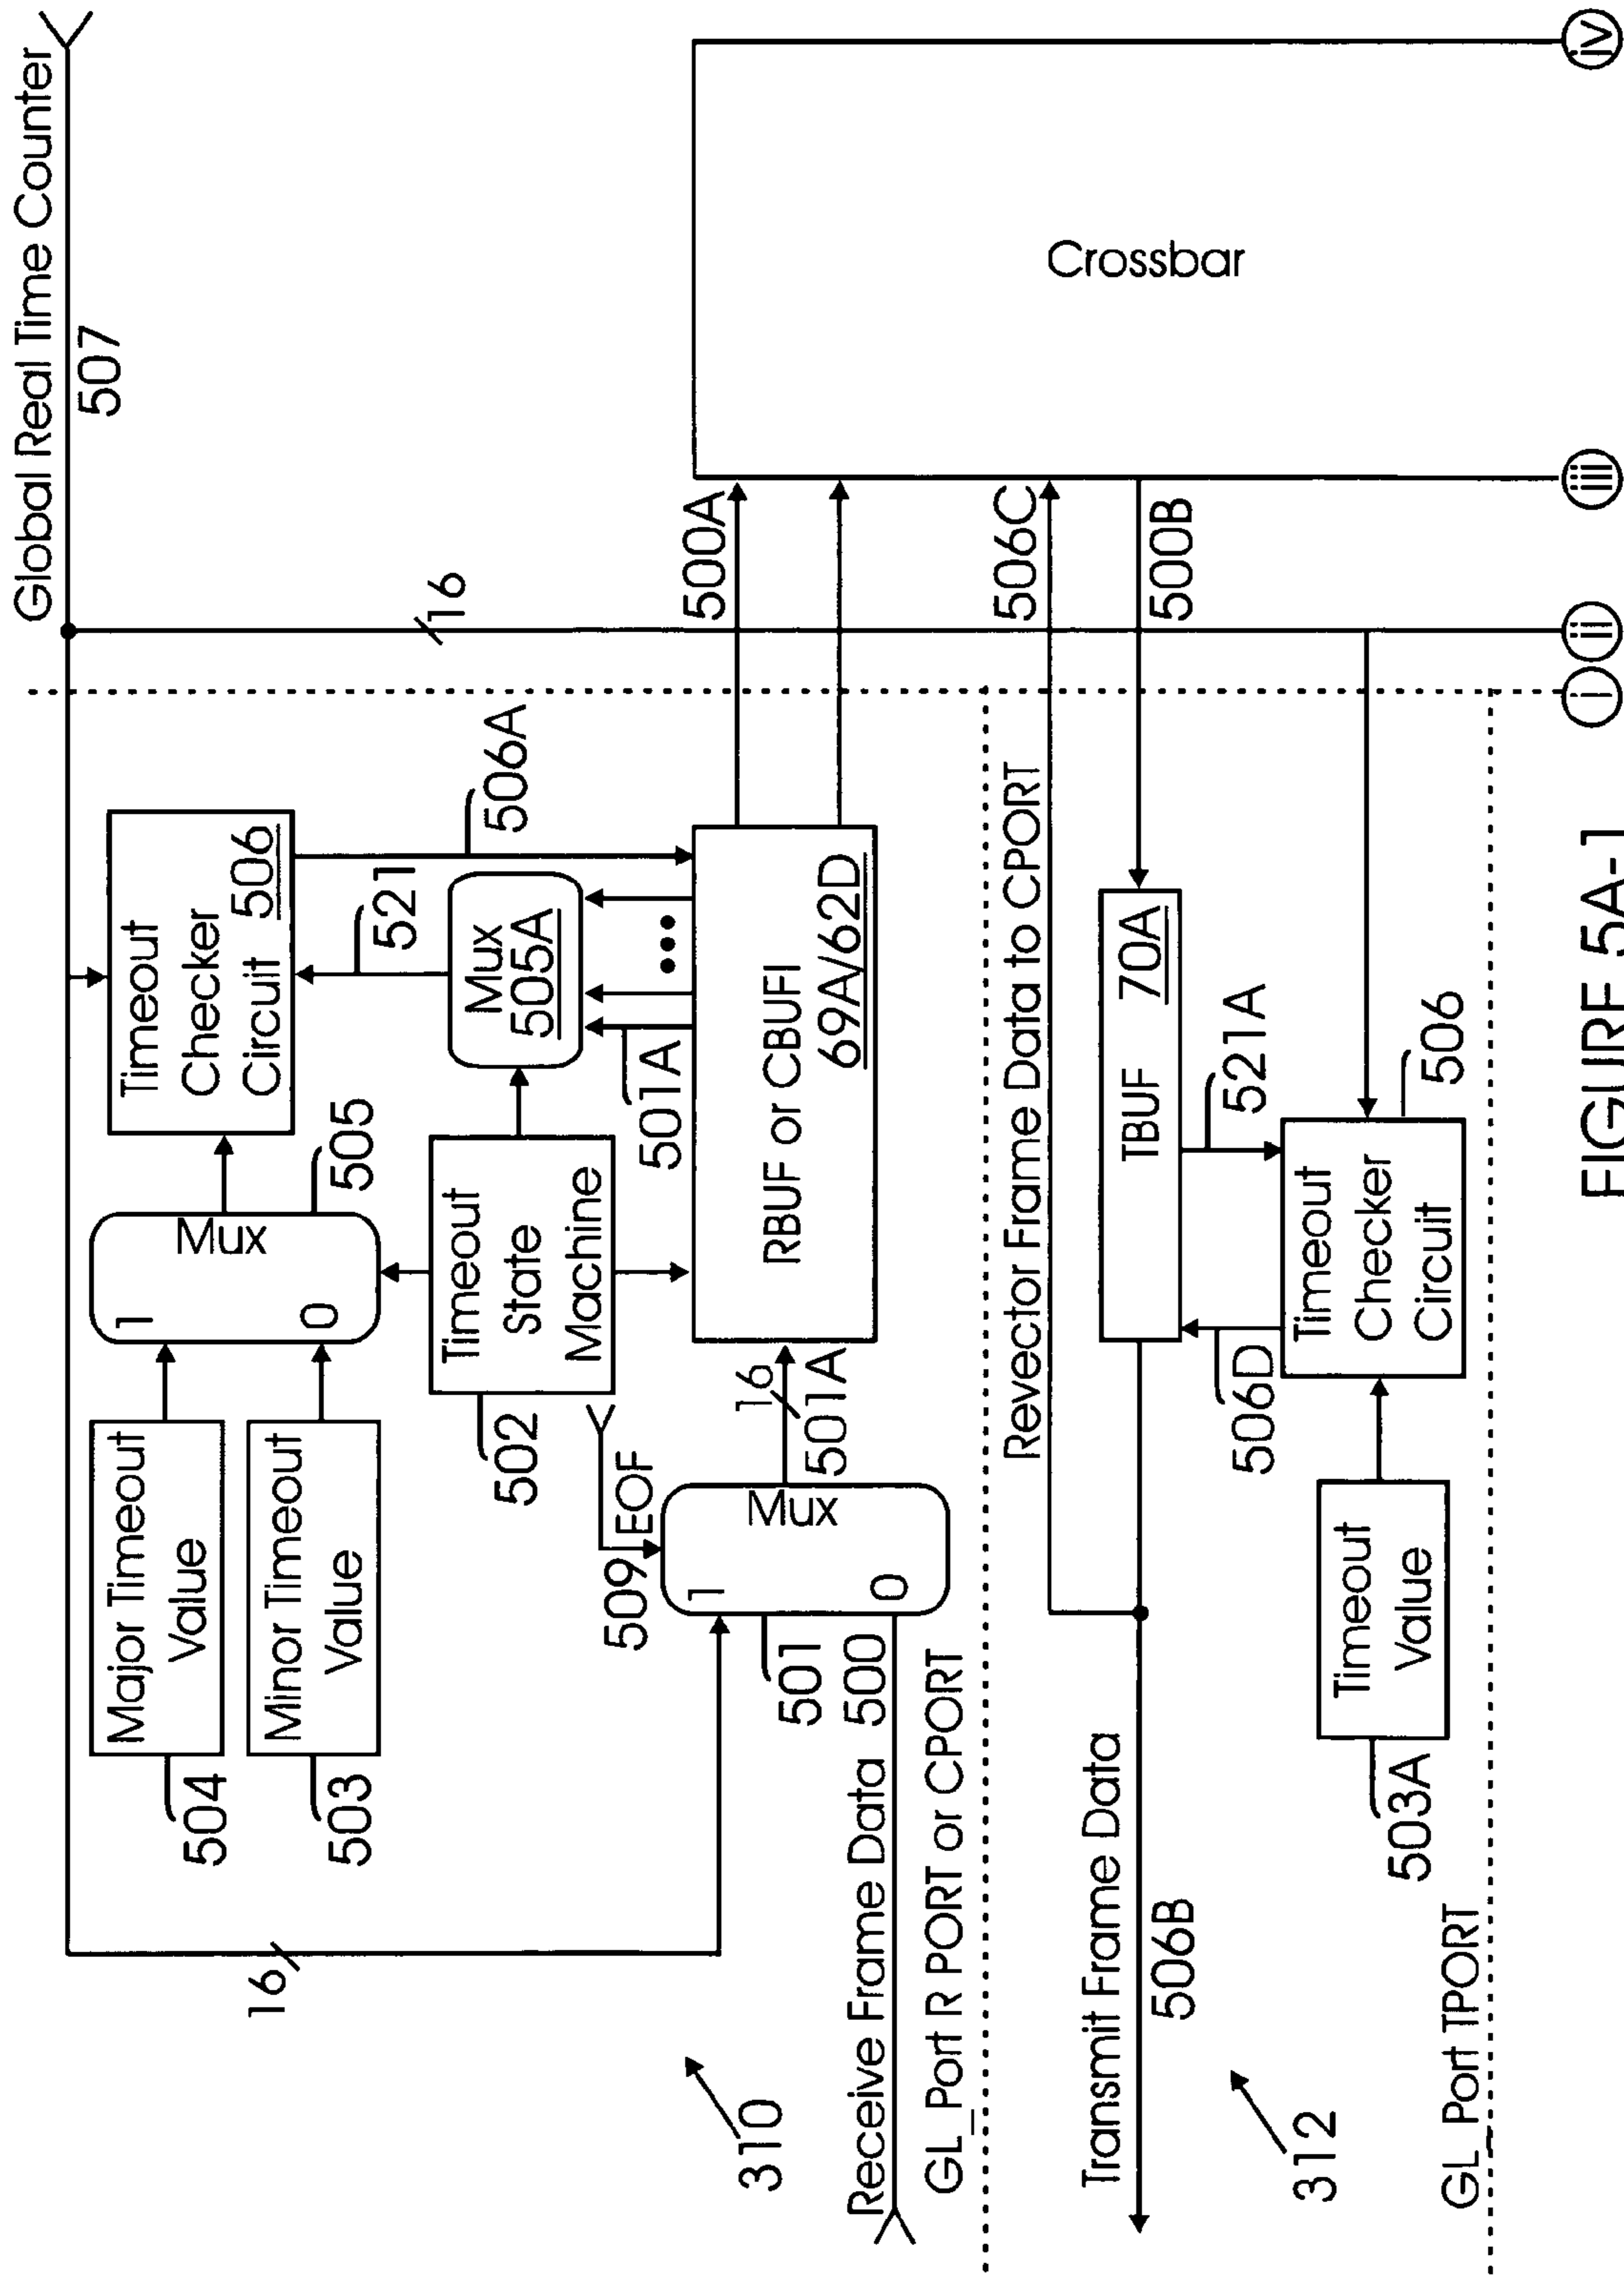 Global Real Time Counter
507
16
16
Major Timeout
Value
504
Minor Timeout
Value
503
1
Mux
0
505
Timeout
Checker
Circuit 506
521
506A
Timeout
State
Machine
502
Mux
505A
501A
509
EOF
1
Mux
0
501
16
501A
RBUF or CBUFI
69A/62D
500A
310
Receive Frame Data 500
GL_Port R PORT or CPORT
Revector Frame Data to CPORT
506C
Crossbar
Transmit Frame Data
506B
TBUF 70A
500B
506D
521A
312
Timeout
Value
503A
Timeout
Checker
Circuit
506
GL_Port TPORT
i
ii
iii
iv
FIGURE 5A-1